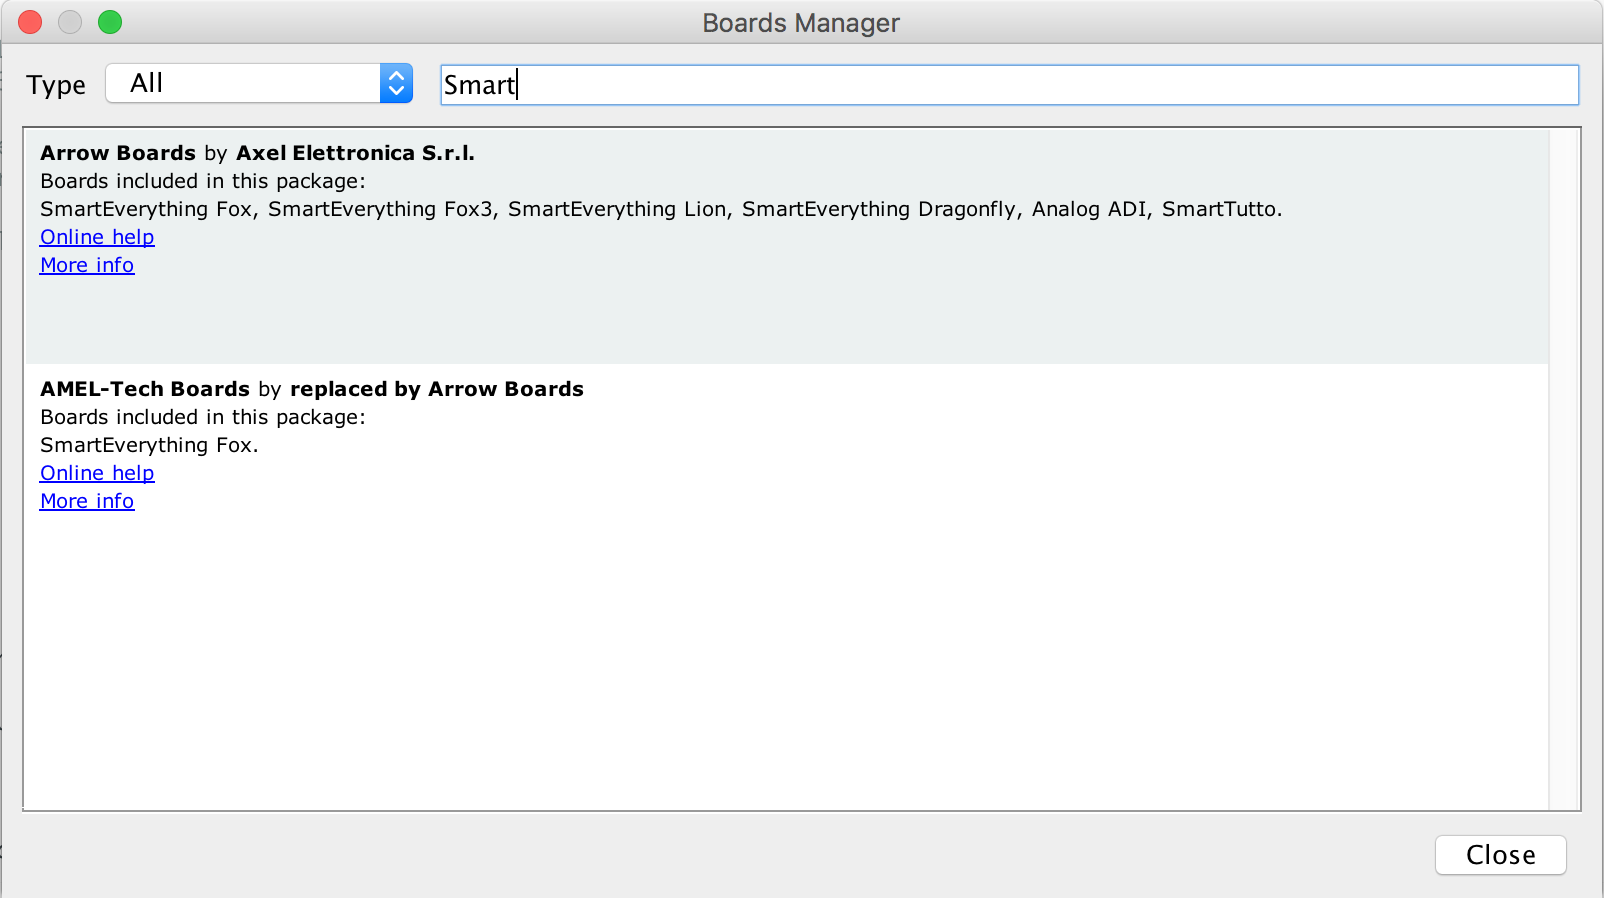 Boards Manager
Type All Smart
Arrow Boards by Axel Elettronica S.r.l.
Boards included in this package:
SmartEverything Fox, SmartEverything Fox3, SmartEverything Lion, SmartEverything Dragonfly, Analog ADI, SmartTutto.
Online help
More info
AMEL-Tech Boards by replaced by Arrow Boards
Boards included in this package:
SmartEverything Fox.
Online help
More info
Close